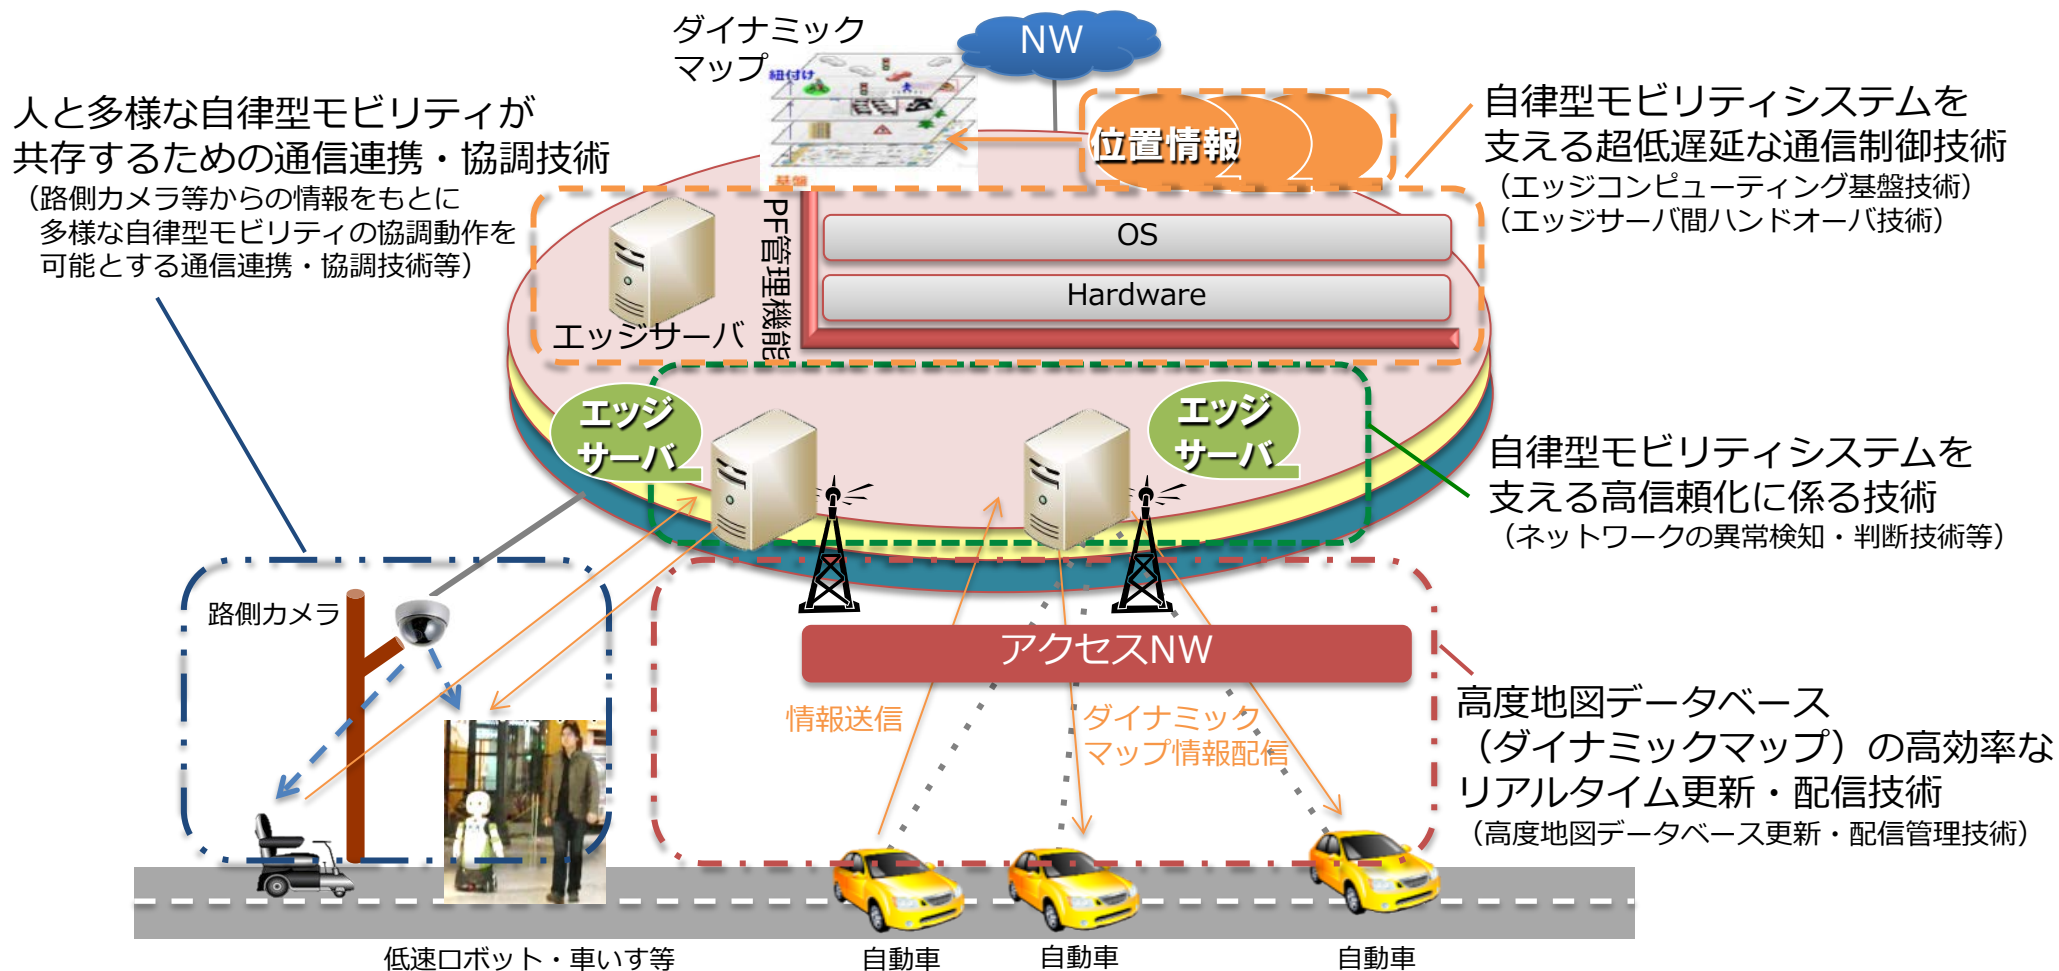 ダイナミック
マップ
NW
紐付け
基盤
位置情報
人と多様な自律型モビリティが
共存するための通信連携・協調技術
（路側カメラ等からの情報をもとに
多様な自律型モビリティの協調動作を
可能とする通信連携・協調技術等）
自律型モビリティシステムを
支える超低遅延な通信制御技術
（エッジコンピューティング基盤技術）
（エッジサーバ間ハンドオーバ技術）
PF管理機能
OS
Hardware
エッジサーバ
エッジ
サーバ
エッジ
サーバ
自律型モビリティシステムを
支える高信頼化に係る技術
（ネットワークの異常検知・判断技術等）
路側カメラ
アクセスNW
情報送信
ダイナミック
マップ情報配信
高度地図データベース
（ダイナミックマップ）の高効率な
リアルタイム更新・配信技術
（高度地図データベース更新・配信管理技術）
低速ロボット・車いす等
自動車
自動車
自動車